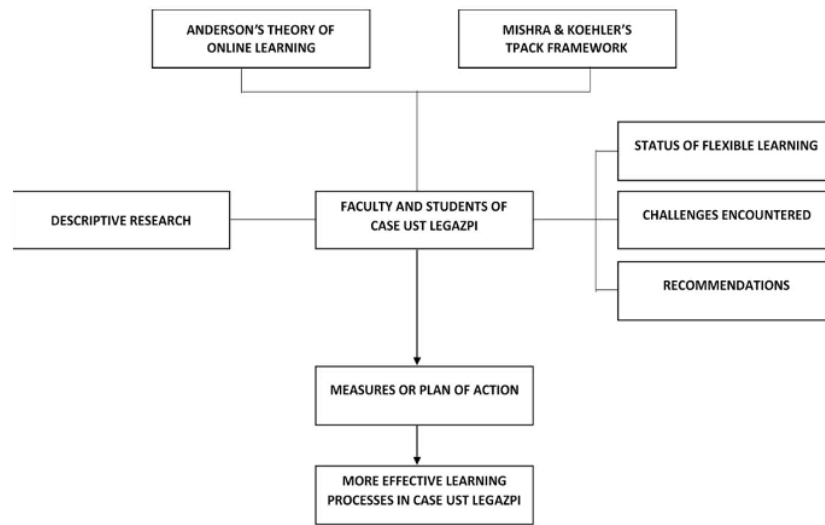 ANDERSON'S THEORY OF
ONLINE LEARNING
MISHRA & KOEHLER'S
TPACK FRAMEWORK
STATUS OF FLEXIBLE LEARNING
DESCRIPTIVE RESEARCH
FACULTY AND STUDENTS OF
CASE UST LEGAZPI
CHALLENGES ENCOUNTERED
RECOMMENDATIONS
MEASURES OR PLAN OF ACTION
MORE EFFECTIVE LEARNING
PROCESSES IN CASE UST LEGAZPI